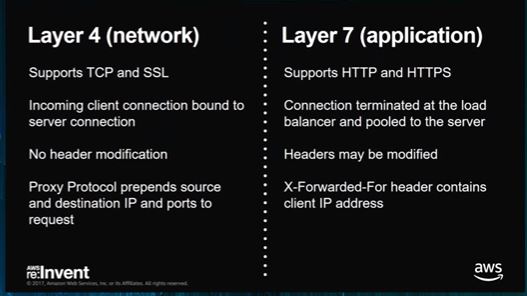 Layer 4 (network)
Supports TCP and SSL
Incoming client connection bound to
server connection
No header modification
Proxy Protocol prepends source
and destination IP and ports to
request
Layer 7 (application)
Supports HTTP and HTTPS
Connection terminated at the load
balancer and pooled to the server
Headers may be modified
X-Forwarded-For header contains
client IP address
AWS
re:Invent
© 2017, Amazon Web Services, Inc. or its Affiliates. All rights reserved.
aws